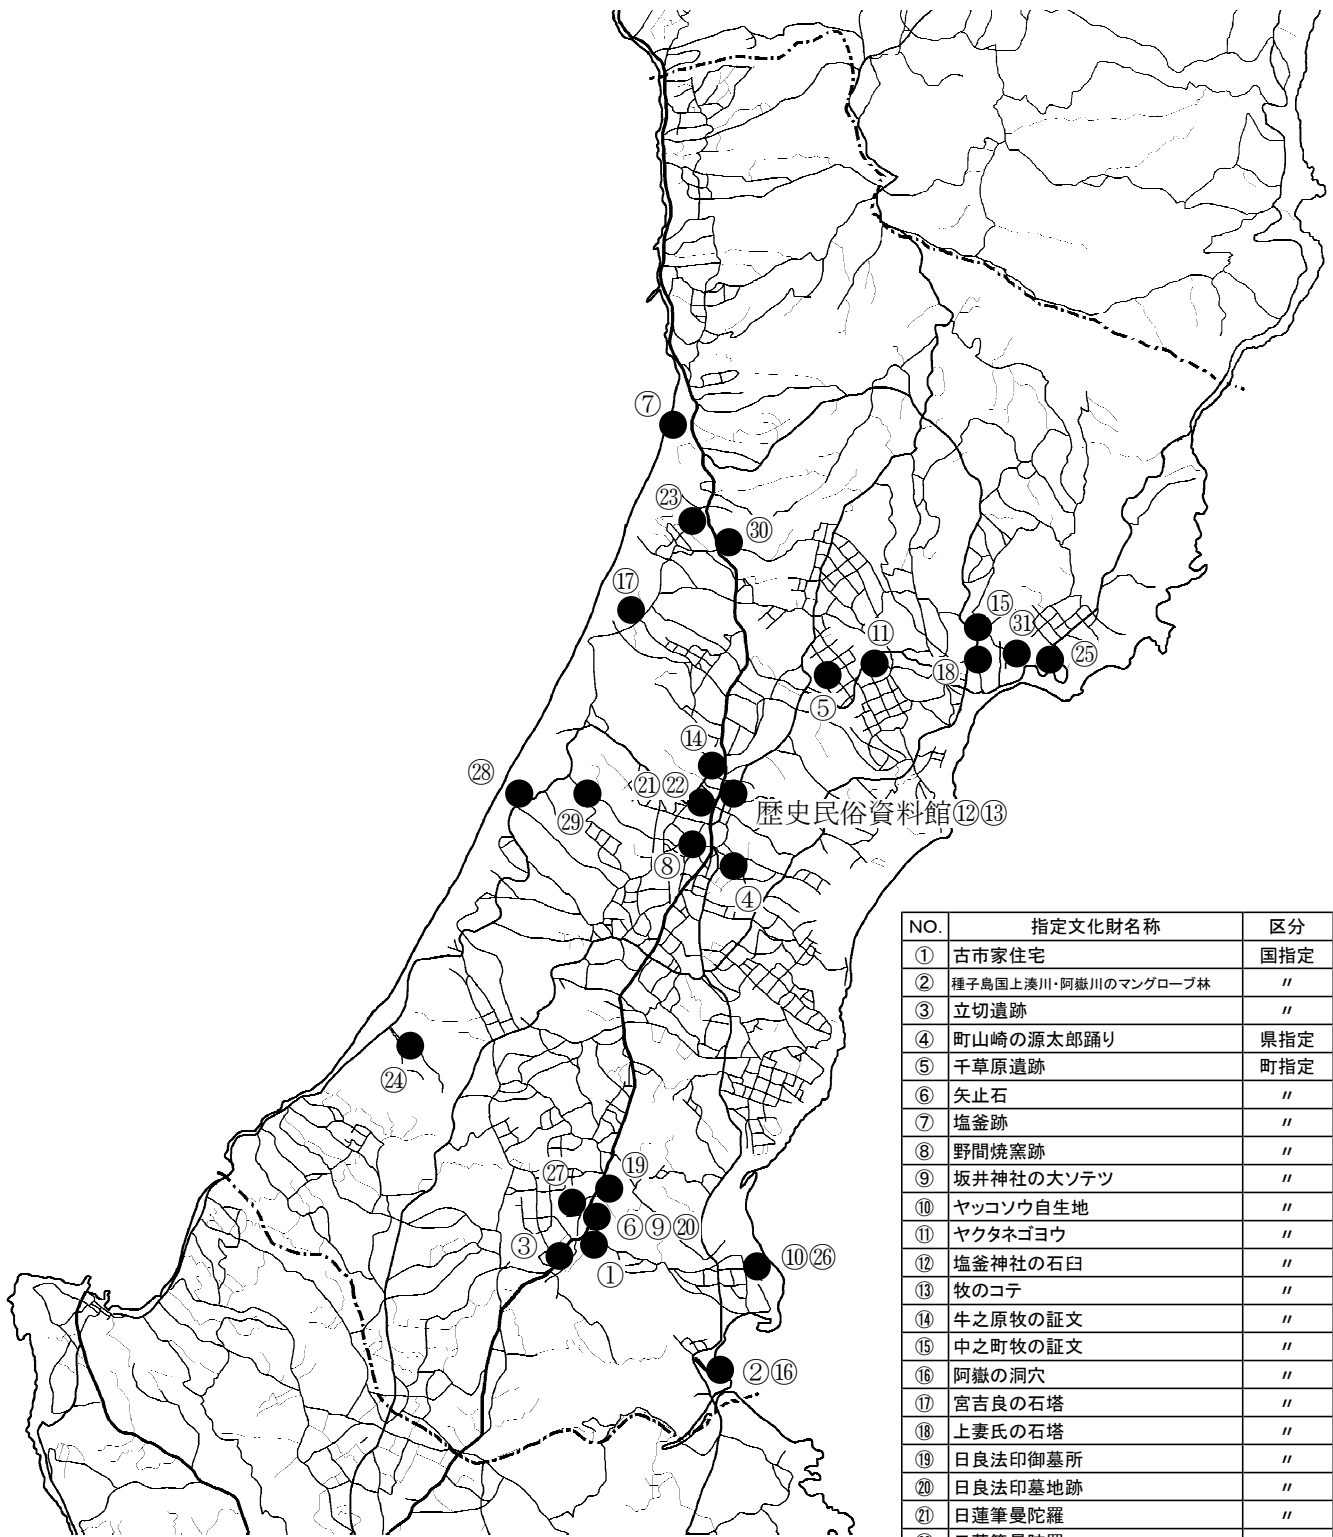 ⑦
㉓
㉚
⑰
⑮
㉛
⑪
⑱
㉕
⑤
⑭
㉘
㉑㉒
歴史民俗資料館⑫⑬
㉙
⑧
④
㉔
㉗
⑲
⑥⑨⑳
③
①
⑩㉖
②⑯
NO. 指定文化財名称 区分
① 古市家住宅 国指定
② 種子島国上湊川・阿嶽川のマングローブ林 〃
③ 立切遺跡 〃
④ 町山崎の源太郎踊り 県指定
⑤ 千草原遺跡 町指定
⑥ 矢止石 〃
⑦ 塩釜跡 〃
⑧ 野間焼窯跡 〃
⑨ 坂井神社の大ソテツ 〃
⑩ ヤッコソウ自生地 〃
⑪ ヤクタネゴヨウ 〃
⑫ 塩釜神社の石臼 〃
⑬ 牧のコテ 〃
⑭ 牛之原牧の証文 〃
⑮ 中之町牧の証文 〃
⑯ 阿嶽の洞穴 〃
⑰ 宮吉良の石塔 〃
⑱ 上妻氏の石塔 〃
⑲ 日良法印御墓所 〃
⑳ 日良法印墓地跡 〃
㉑ 日蓮筆曼陀羅 〃